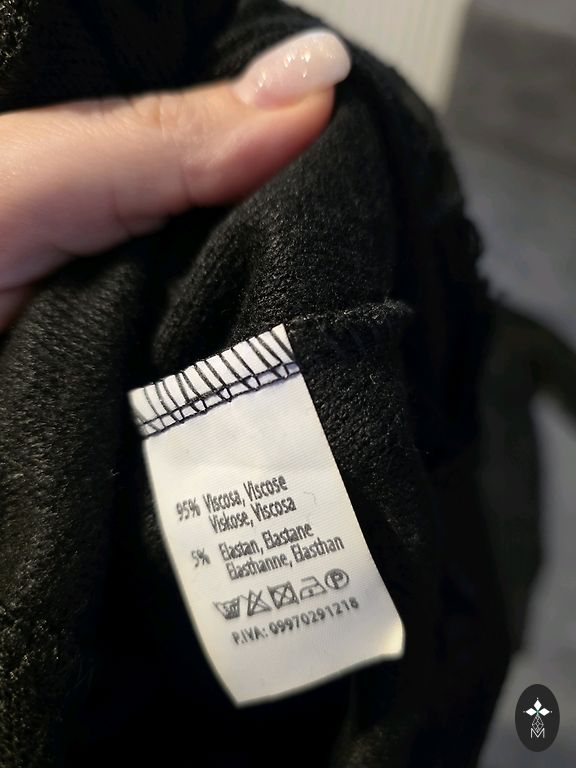 95% Viscosa, Viscose
Viskose, Viscosa
5% Elastan, Elastane
Elasthanne, Elasthan
P
P.IVA: 09970291218
M